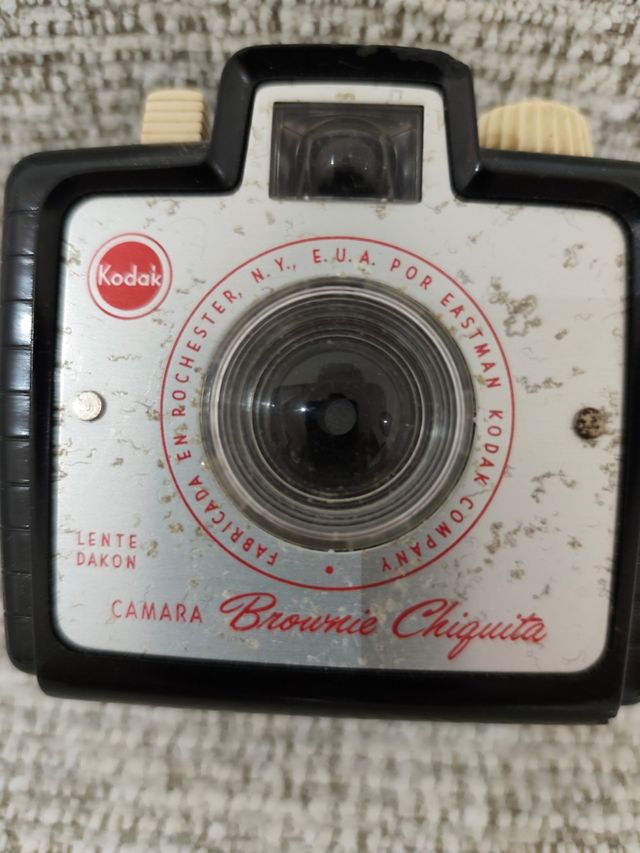 Kodak
FABRICADA EN ROCHESTER, N.Y., E.U.A. POR EASTMAN KODAK COMPANY
LENTE
DAKON
CAMARA Brownie Chiquita